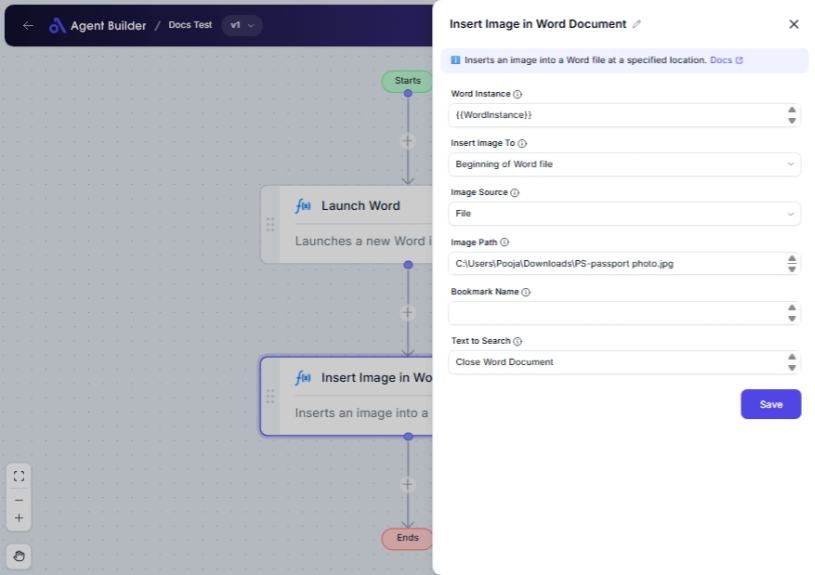 Agent Builder / Docs Test v1
Starts
Launch Word
Launches a new Word i
Insert Image in Wo
Inserts an image into a
Ends
Insert Image in Word Document
Inserts an image into a Word file at a specified location. Docs
Word Instance
{{WordInstance}}
Insert Image To
Beginning of Word file
Image Source
File
Image Path
C:\Users\Pooja\Downloads\PS-passport photo.jpg
Bookmark Name
Text to Search
Close Word Document
Save